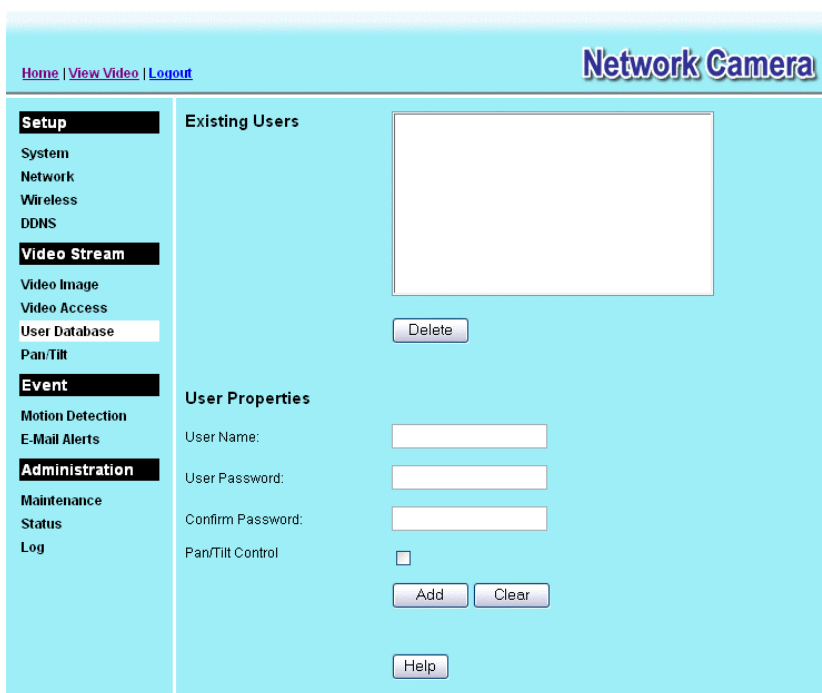 Home | View Video | Logout
Network Camera
Setup
System
Network
Wireless
DDNS
Video Stream
Video Image
Video Access
User Database
Pan/Tilt
Event
Motion Detection
E-Mail Alerts
Administration
Maintenance
Status
Log
Existing Users
Delete
User Properties
User Name:
User Password:
Confirm Password:
Pan/Tilt Control
Add Clear
Help